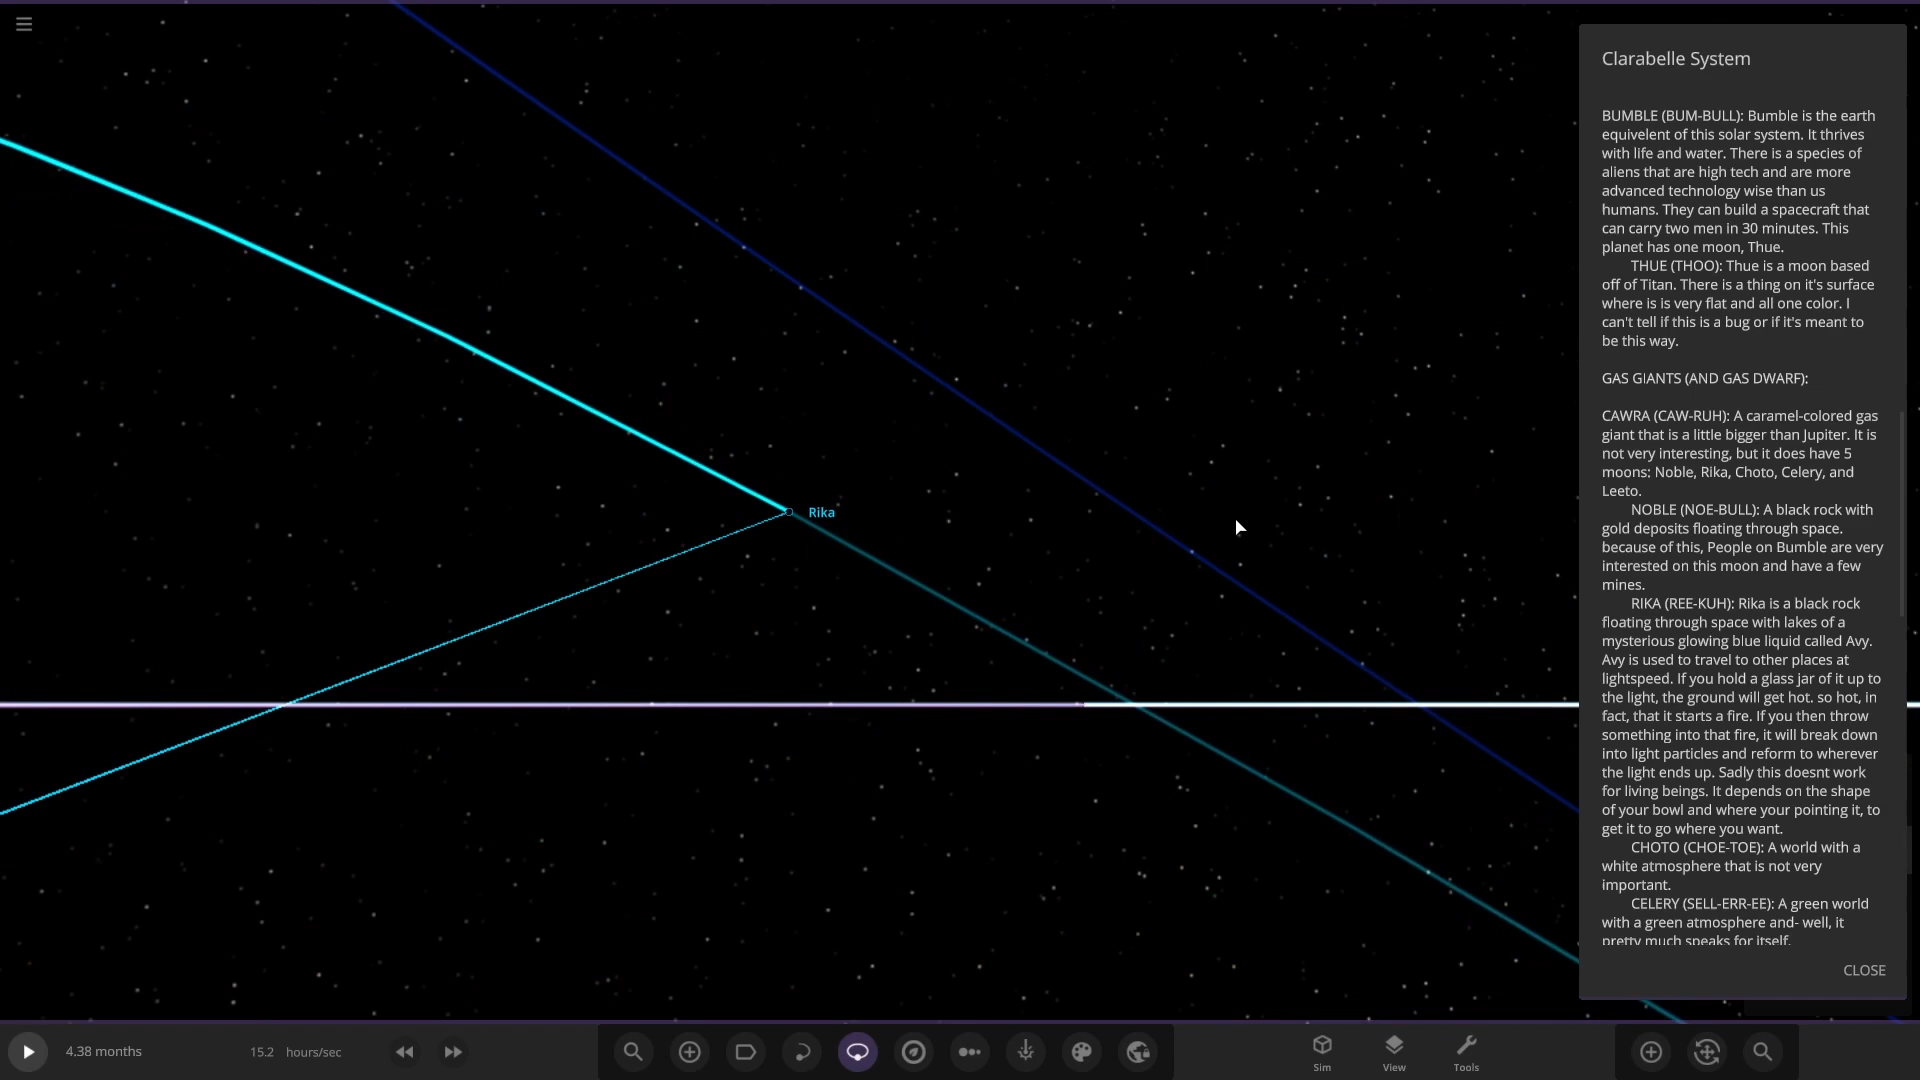 Clarabelle System
BUMBLE (BUM-BULL): Bumble is the earth
equivelent of this solar system. It thrives
with life and water. There is a species of
aliens that are high tech and are more
advanced technology wise than us
humans. They can build a spacecraft that
can carry two men in 30 minutes. This
planet has one moon, Thue.
THUE (THOO): Thue is a moon based
off of Titan. There is a thing on it's surface
where is is very flat and all one color. I
can't tell if this is a bug or if it's meant to
be this way.
GAS GIANTS (AND GAS DWARF):
CAWRA (CAW-RUH): A caramel-colored gas
giant that is a little bigger than Jupiter. It is
not very interesting, but it does have 5
moons: Noble, Rika, Choto, Celery, and
Leeto.
NOBLE (NOE-BULL): A black rock with
gold deposits floating through space.
because of this, People on Bumble are very
interested on this moon and have a few
mines.
RIKA (REE-KUH): Rika is a black rock
floating through space with lakes of a
mysterious glowing blue liquid called Avy.
Avy is used to travel to other places at
lightspeed. If you hold a glass jar of it up to
the light, the ground will get hot. so hot, in
fact, that it starts a fire. If you then throw
something into that fire, it will break down
into light particles and reform to wherever
the light ends up. Sadly this doesnt work
for living beings. It depends on the shape
of your bowl and where your pointing it, to
get it to go where you want.
CHOTO (CHOE-TOE): A world with a
white atmosphere that is not very
important.
CELERY (SELL-ERR-EE): A green world
with a green atmosphere and- well, it
pretty much speaks for itself.
CLOSE
Rika
4.38 months
15.2 hours/sec
Sim
View
Tools